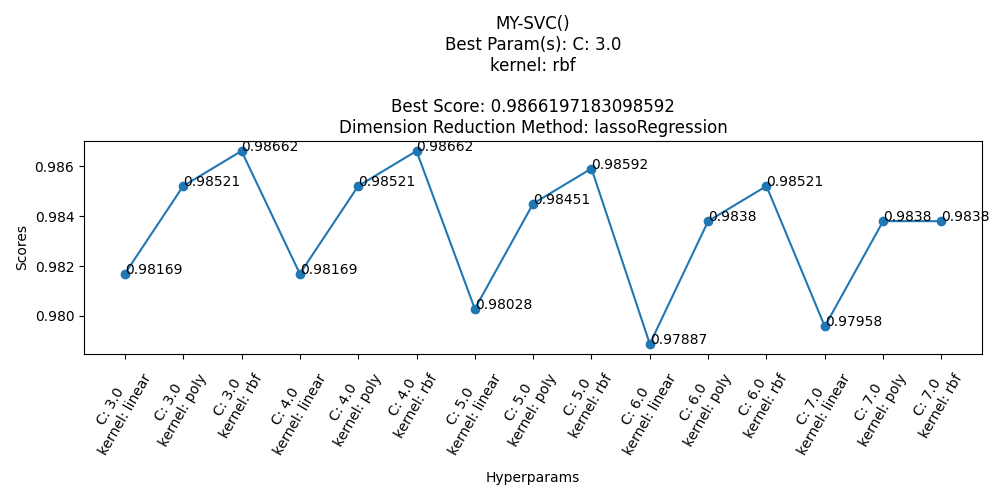 MY-SVC()
Best Param(s): C: 3.0
kernel: rbf
Best Score: 0.9866197183098592
Dimension Reduction Method: lassoRegression
Scores
0.986
0.984
0.982
0.980
0.98169
0.98521
0.98662
0.98169
0.98521
0.98662
0.98028
0.98451
0.98592
0.97887
0.9838
0.98521
0.97958
0.9838
0.9838
C: 3.0
kernel: linear
C: 3.0
kernel: poly
C: 3.0
kernel: rbf
C: 4.0
kernel: linear
C: 4.0
kernel: poly
C: 4.0
kernel: rbf
C: 5.0
kernel: linear
C: 5.0
kernel: poly
C: 5.0
kernel: rbf
C: 6.0
kernel: linear
C: 6.0
kernel: poly
C: 6.0
kernel: rbf
C: 7.0
kernel: linear
C: 7.0
kernel: poly
C: 7.0
kernel: rbf
Hyperparams